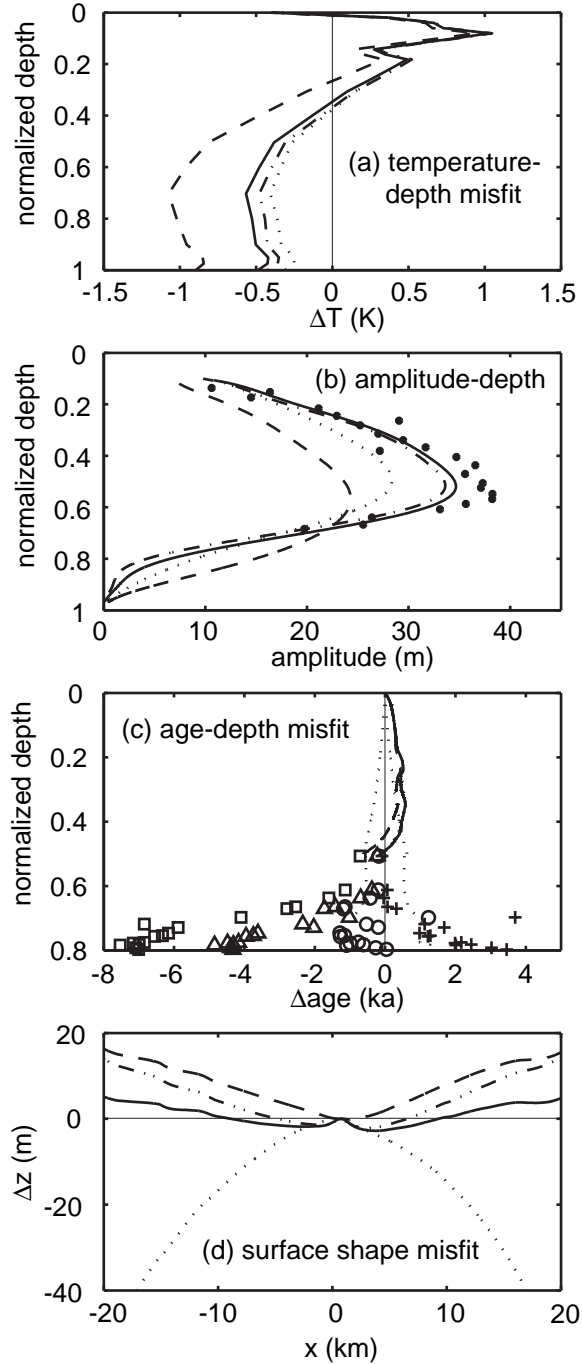 0
0.2
0.4
0.6
0.8
1
normalized depth
(a) temperature-
depth misfit
-1.5 -1 -0.5 0 0.5 1 1.5
ΔT (K)
0
0.2
0.4
0.6
0.8
1
normalized depth
(b) amplitude-depth
0 10 20 30 40
amplitude (m)
0
0.2
0.4
0.6
0.8
normalized depth
(c) age-depth misfit
-8 -6 -4 -2 0 2 4
Δage (ka)
20
0
-20
-40
Δz (m)
(d) surface shape misfit
-20 -10 0 10 20
x (km)